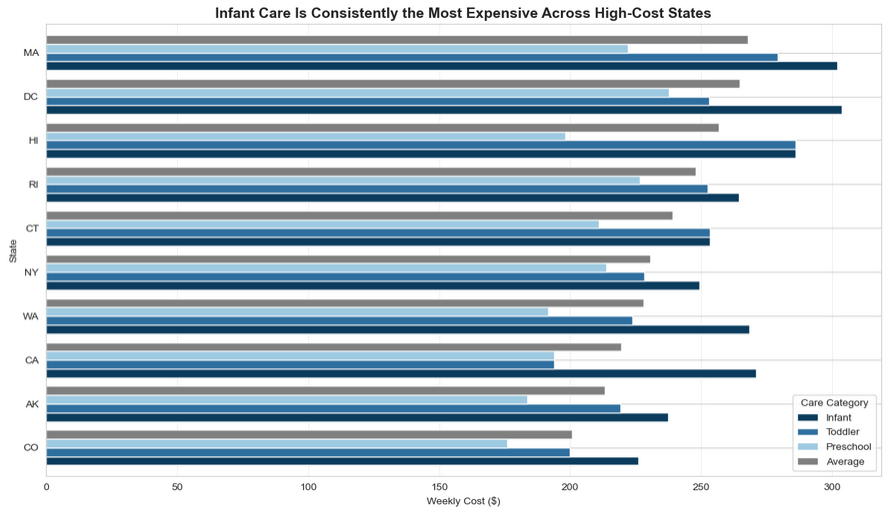 Infant Care Is Consistently the Most Expensive Across High-Cost States
State
MA
DC
HI
RI
CT
NY
WA
CA
AK
CO
Care Category
Infant
Toddler
Preschool
Average
0 50 100 150 200 250 300
Weekly Cost ($)